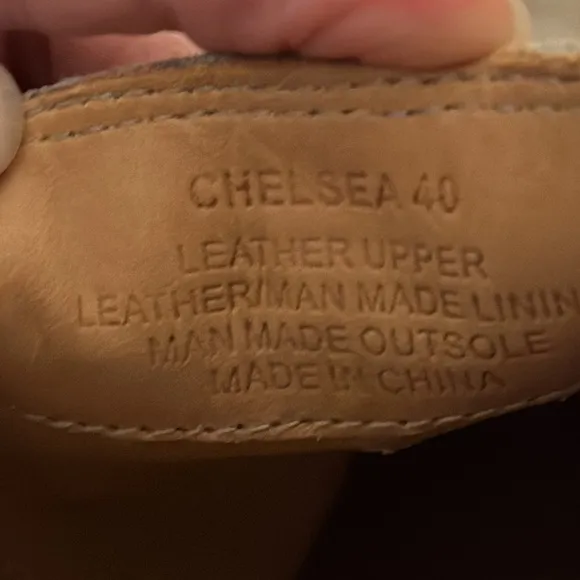 CHELSEA 40
LEATHER UPPER
LEATHER/MAN MADE LININ
MAN MADE OUTSOLE
MADE IN CHINA